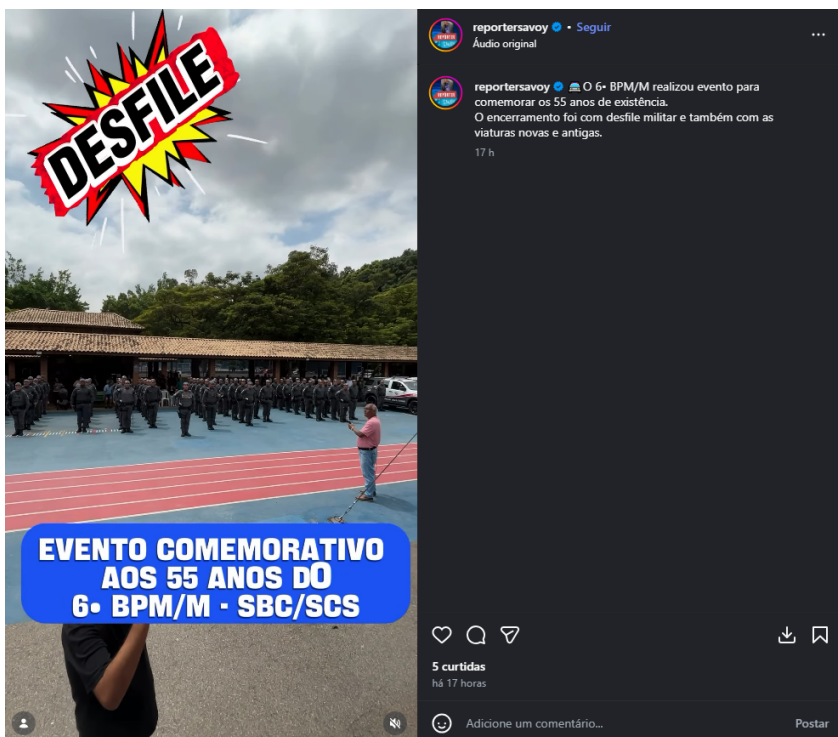 DESFILE
EVENTO COMEMORATIVO
AOS 55 ANOS DO
6• BPM/M - SBC/SCS
reportersavoy • Seguir
Áudio original
reportersavoy O 6• BPM/M realizou evento para
comemorar os 55 anos de existência.
O encerramento foi com desfile militar e também com as
viaturas novas e antigas.
17 h
5 curtidas
há 17 horas
Adicione um comentário...
Postar